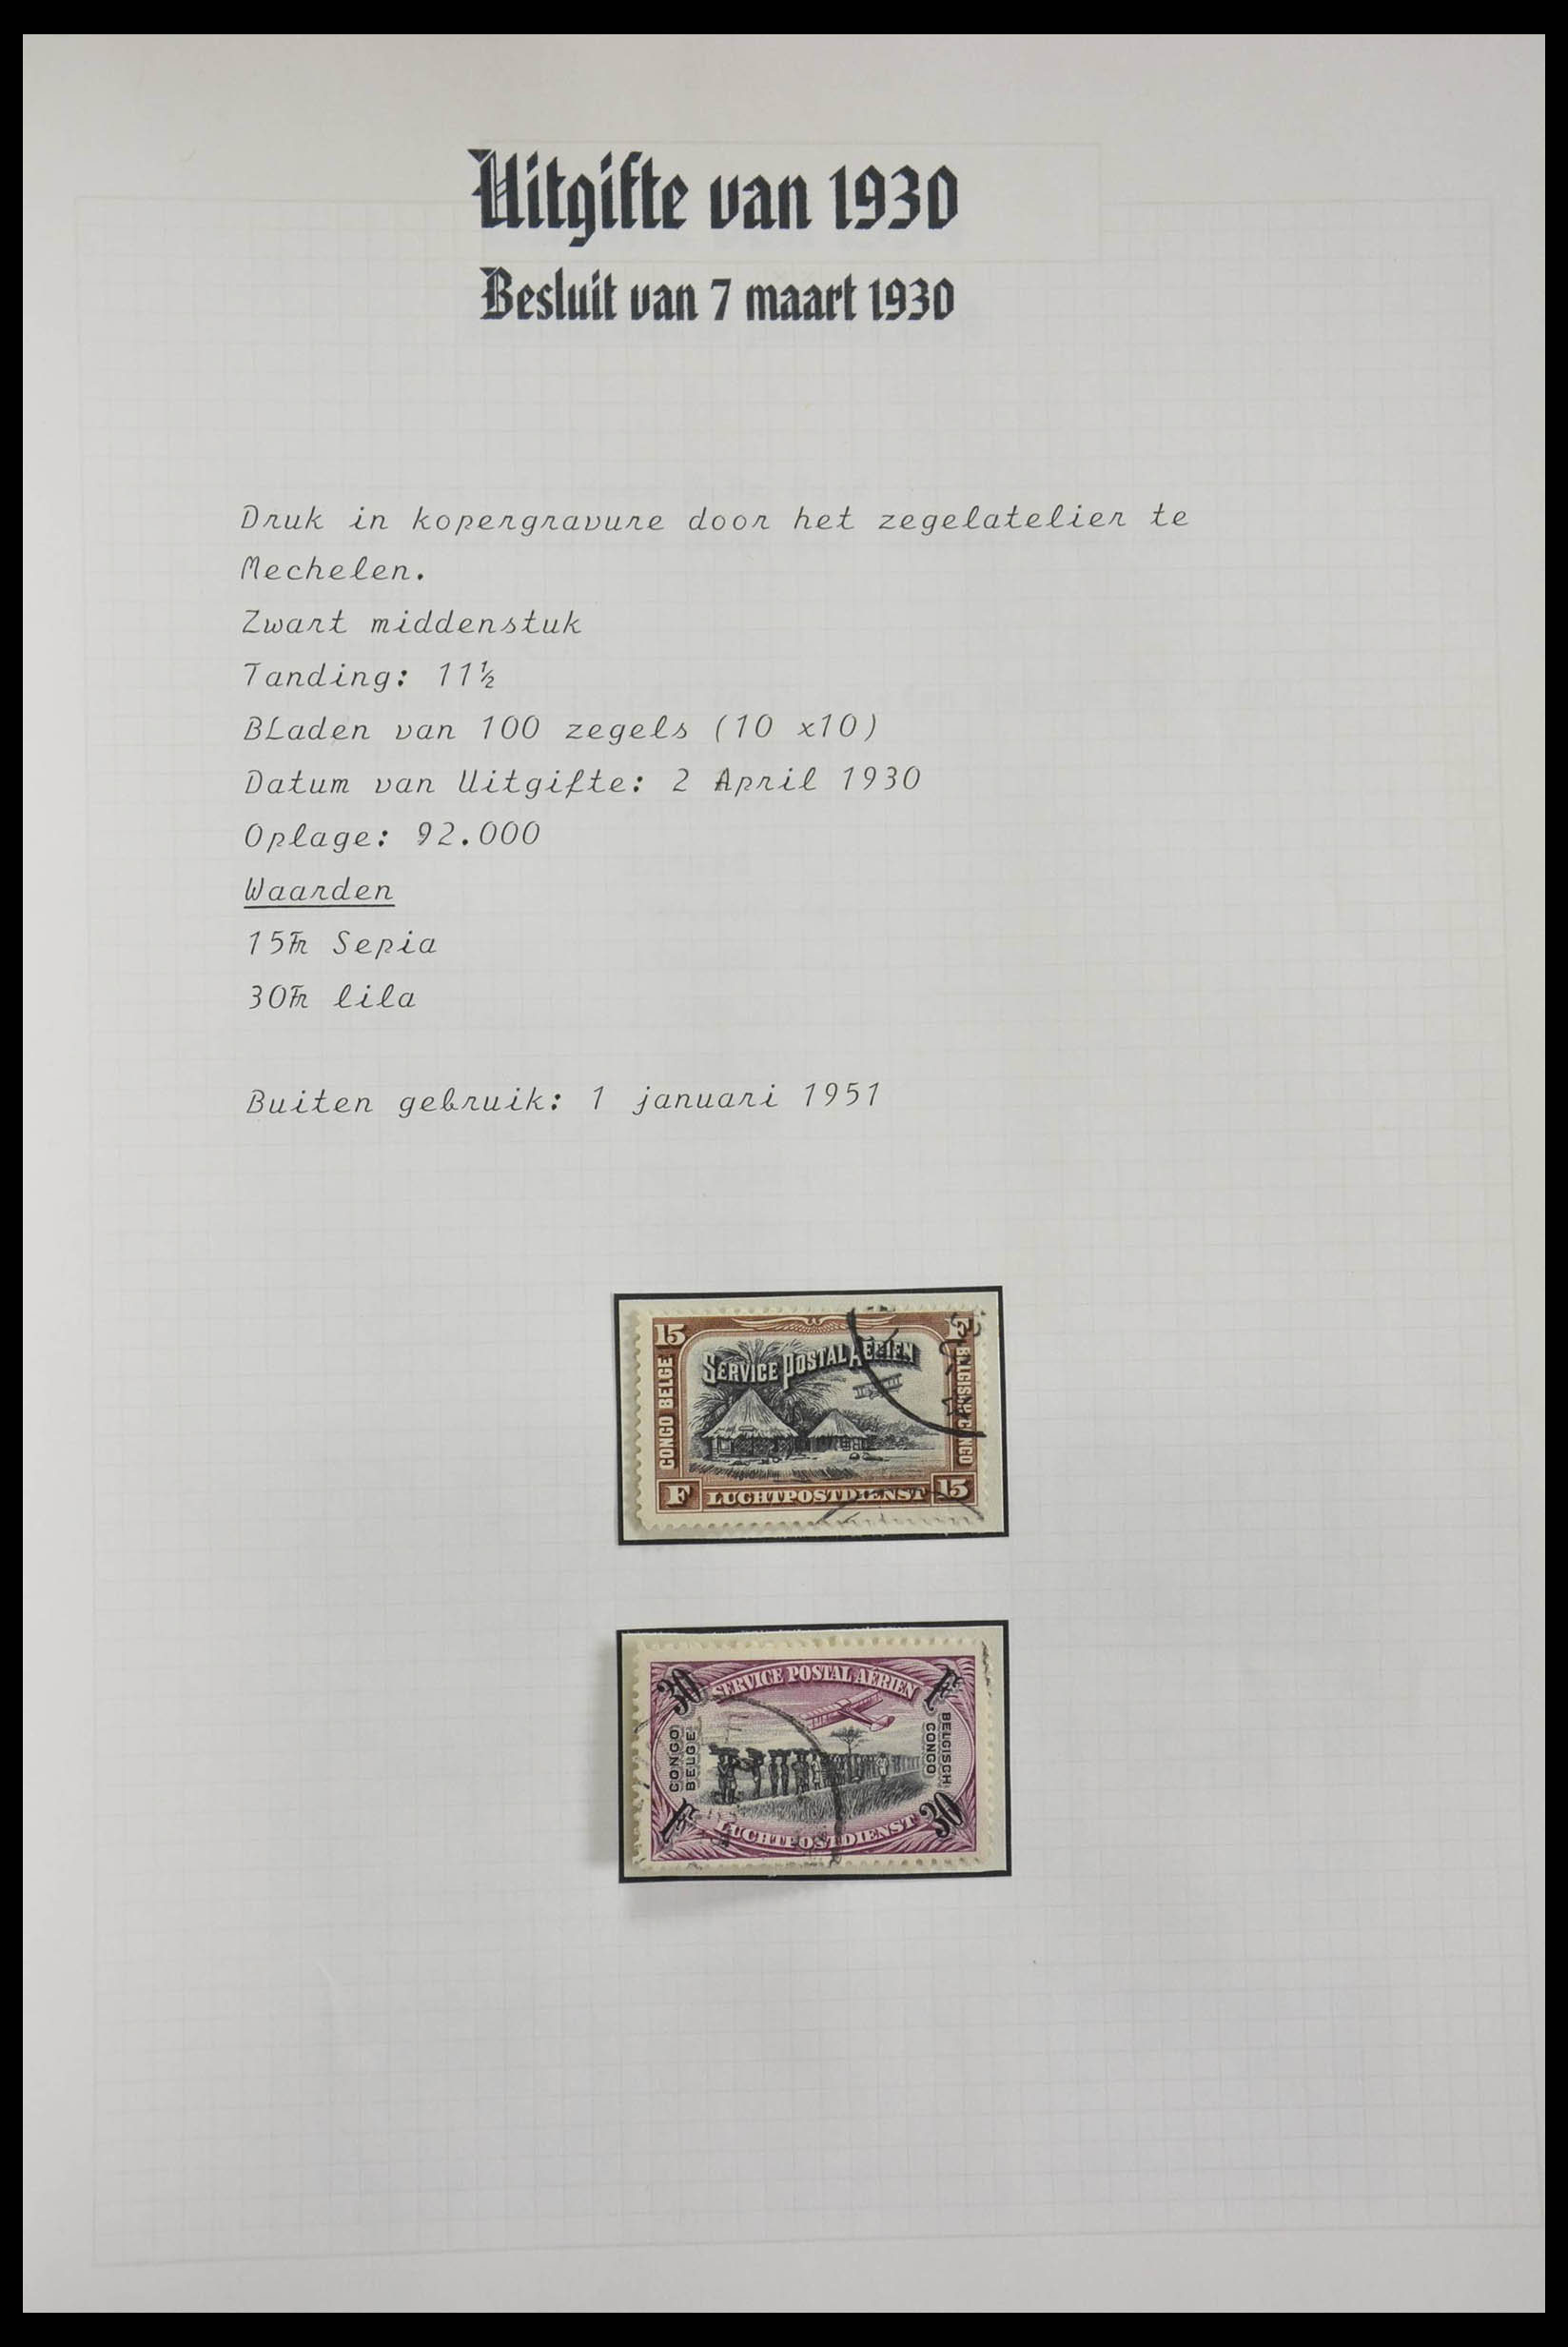 Uitgifte van 1930
Besluit van 7 maart 1930
Druk in kopergravure door het zegelatelier te
Mechelen.
Zwart middenstuk
Tanding: 11½
BLaden van 100 zegels (10 x10)
Datum van Uitgifte: 2 April 1930
Oplage: 92.000
Waarden
15Fr Sepia
30Fr lila
Buiten gebruik: 1 januari 1951
15 F
SERVICE POSTAL AÉRIEN
CONGO BELGE
BELGISCH CONGO
F LUCHTPOSTDIENST 15
30 F
SERVICE POSTAL AÉRIEN
CONGO
BELGE
BELGISCH
CONGO
F 30
LUCHTPOSTDIENST